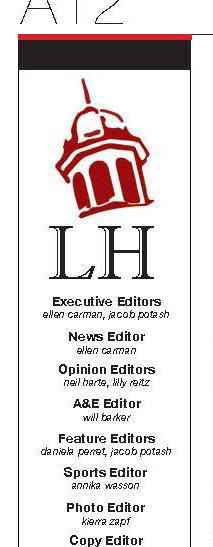 A12
LH
Executive Editors
ellen carman, jacob potash
News Editor
ellen carman
Opinion Editors
neil harte, lilly reitz
A&E Editor
will barker
Feature Editors
daniela perret, jacob potash
Sports Editor
annika wasson
Photo Editor
kierra zapf
Copy Editor